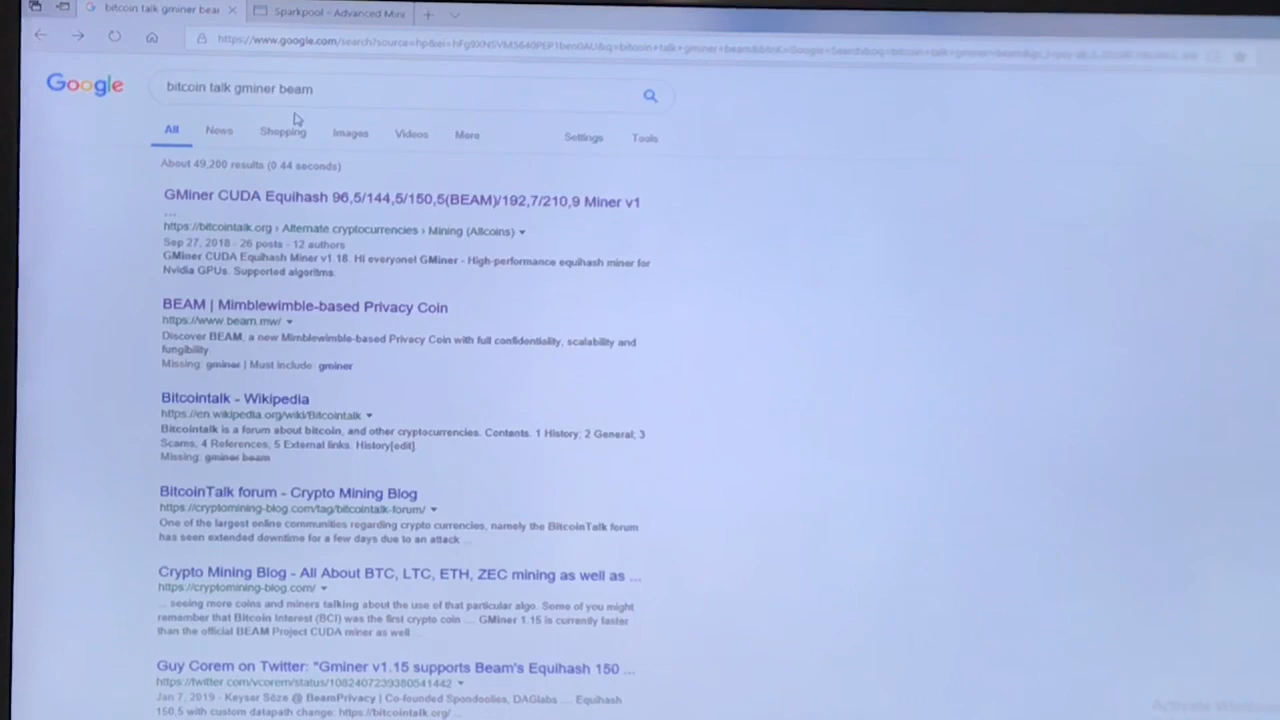 bitcoin talk gminer bea
Sparkpool - Advanced Mini
Google
bitcoin talk gminer beam
All News Shopping Images Videos More Settings Tools
About 49,200 results (0.44 seconds)
GMiner CUDA Equihash 96,5/144,5/150,5(BEAM)/192,7/210,9 Miner v1
...
https://bitcointalk.org › Alternate cryptocurrencies › Mining (Altcoins)
Sep 27, 2018 - 26 posts - 12 authors
GMiner CUDA Equihash Miner v1.18. Hi everyone! GMiner - High-performance equihash miner for
Nvidia GPUs. Supported algoritms:
BEAM | Mimblewimble-based Privacy Coin
https://www.beam.mw/
Discover BEAM, a new Mimblewimble-based Privacy Coin with full confidentiality, scalability and
fungibility.
Missing: gminer | Must include: gminer
Bitcointalk - Wikipedia
https://en.wikipedia.org/wiki/Bitcointalk
Bitcointalk is a forum about bitcoin, and other cryptocurrencies. Contents. 1 History; 2 General; 3
Scams; 4 References; 5 External links. History[edit].
Missing: gminer beam
BitcoinTalk forum - Crypto Mining Blog
https://cryptomining-blog.com/tag/bitcointalk-forum/
One of the largest online communities regarding crypto currencies, namely the BitcoinTalk forum
has seen extended downtime for a few days due to an attack ...
Crypto Mining Blog - All About BTC, LTC, ETH, ZEC mining as well as ...
https://cryptomining-blog.com/
... seeing more coins and miners talking about the use of that particular algo. Some of you might
remember that Bitcoin Interest (BCI) was the first crypto coin .... GMiner 1.15 is currently faster
than the official BEAM Project CUDA miner as well ...
Guy Corem on Twitter: "Gminer v1.15 supports Beam's Equihash 150 ...
https://twitter.com/vcorem/status/1082407239380541442
Jan 7, 2019 - Keyser Söze @ BeamPrivacy | Co-founded Spondoolies, DAGlabs .... Equihash
150,5 with custom datapath change: https://bitcointalk.org/ ...
Activate Windows